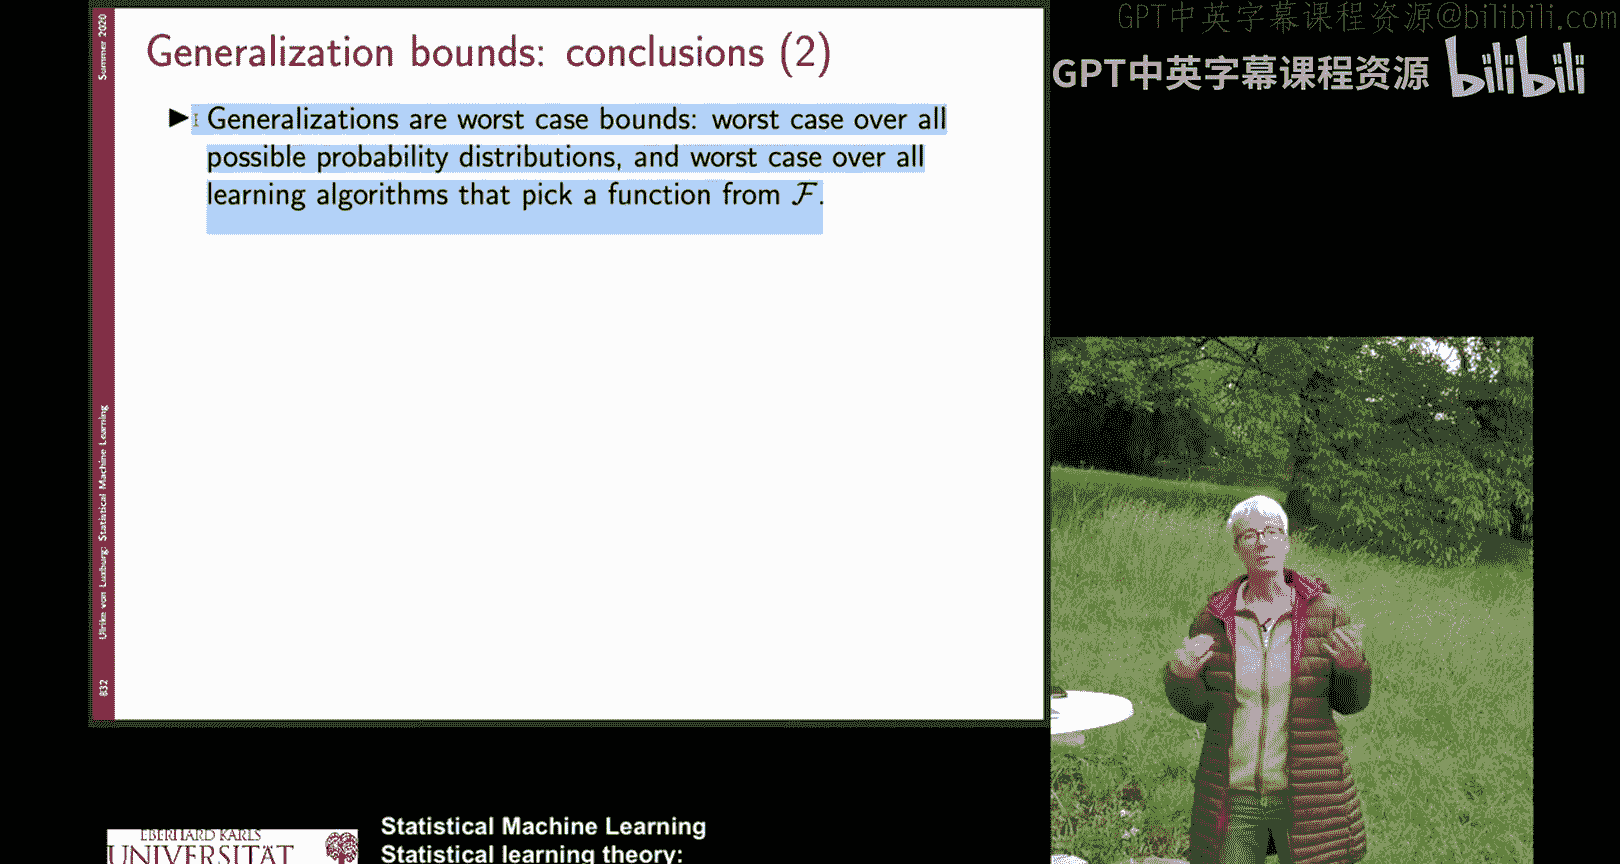 GPT中英字幕课程资源@bilibili.com
GPT中英字幕课程资源 bilibili
Summer 2020
Generalization bounds: conclusions (2)
▶ Generalizations are worst case bounds: worst case over all
possible probability distributions, and worst case over all
learning algorithms that pick a function from ℱ.
Ulrike von Luxburg: Statistical Machine Learning
832
EBERHARD KARLS
UNIVERSITÄT
Statistical Machine Learning
Statistical learning theory: